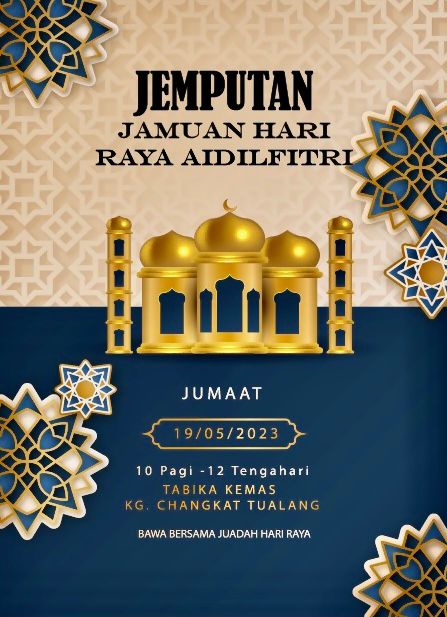 JEMPUTAN
JAMUAN HARI
RAYA AIDILFITRI
JUMAAT
19/05/2023
10 Pagi -12 Tengahari
TABIKA KEMAS
KG. CHANGKAT TUALANG
BAWA BERSAMA JUADAH HARI RAYA